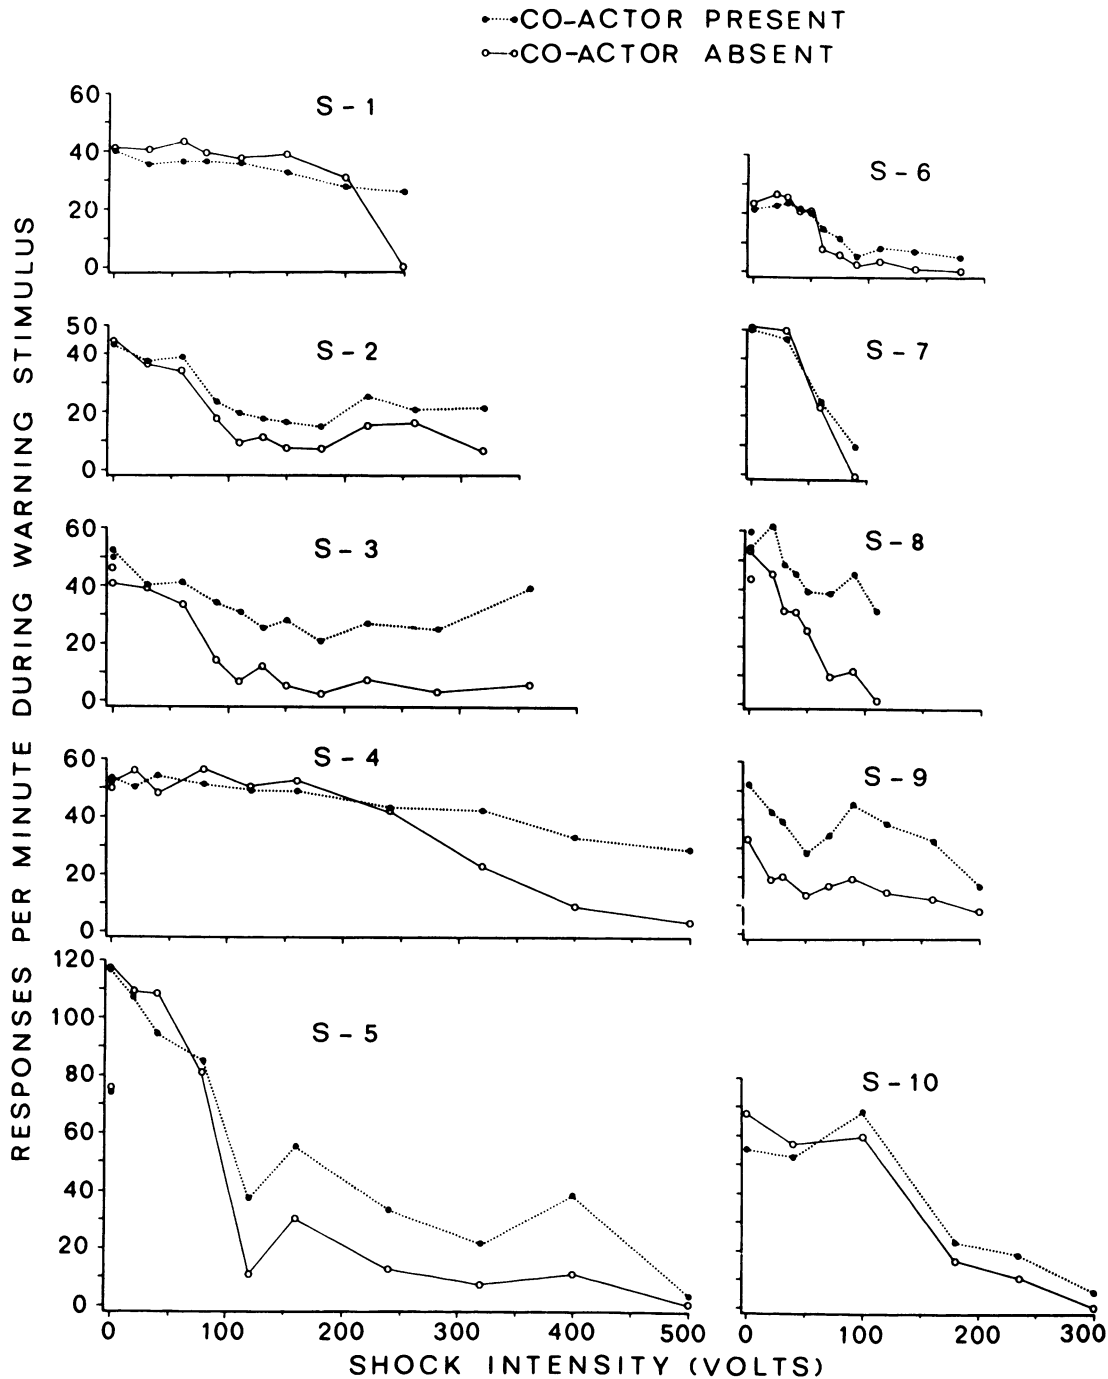 CO-ACTOR PRESENT
CO-ACTOR ABSENT
RESPONSES PER MINUTE DURING WARNING STIMULUS
S - 1
60
40
20
0
S - 6
S - 2
50
40
20
0
S - 7
S - 3
60
40
20
0
S - 8
S - 4
60
40
20
0
S - 9
S - 5
120
100
80
60
40
20
0
S - 10
0 100 200 300 400 500
0 100 200 300
SHOCK INTENSITY (VOLTS)